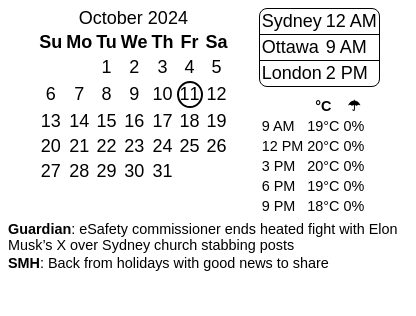 October 2024
Su Mo Tu We Th Fr Sa
1 2 3 4 5
6 7 8 9 10 11 12
13 14 15 16 17 18 19
20 21 22 23 24 25 26
27 28 29 30 31
Sydney 12 AM
Ottawa 9 AM
London 2 PM
°C ☂
9 AM 19°C 0%
12 PM 20°C 0%
3 PM 20°C 0%
6 PM 19°C 0%
9 PM 18°C 0%
Guardian: eSafety commissioner ends heated fight with Elon
Musk’s X over Sydney church stabbing posts
SMH: Back from holidays with good news to share